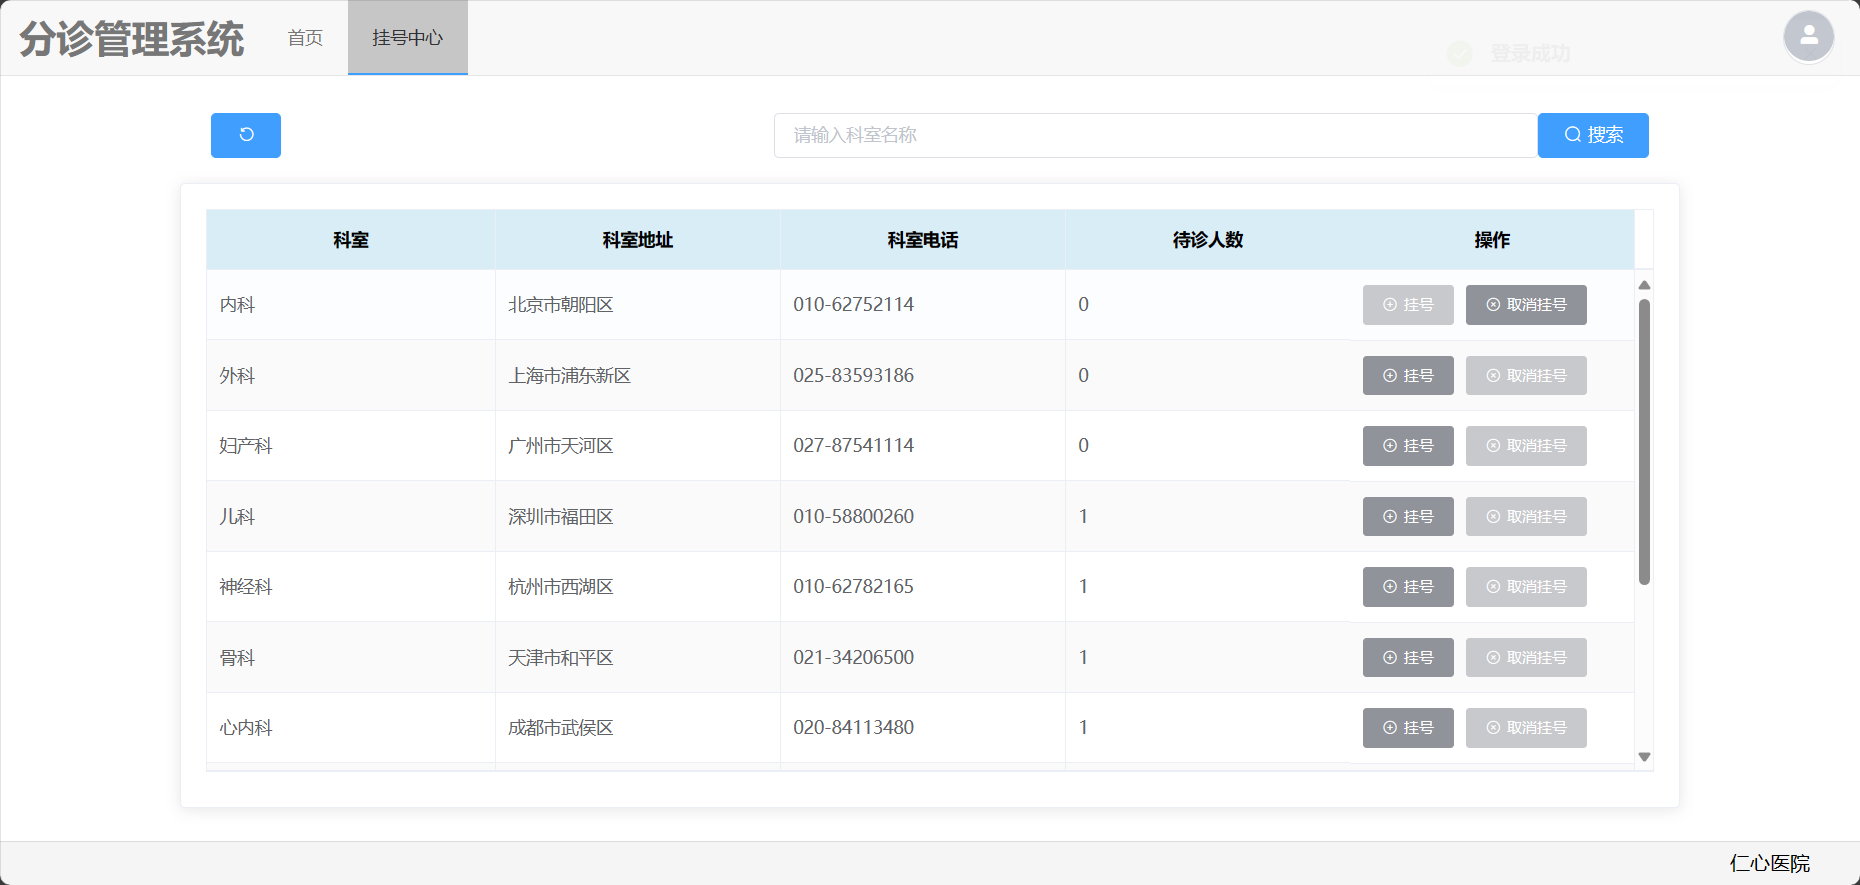 分诊管理系统 首页 挂号中心
登录成功
请输入科室名称 搜索
科室 科室地址 科室电话 待诊人数 操作
内科 北京市朝阳区 010-62752114 0 挂号 取消挂号
外科 上海市浦东新区 025-83593186 0 挂号 取消挂号
妇产科 广州市天河区 027-87541114 0 挂号 取消挂号
儿科 深圳市福田区 010-58800260 1 挂号 取消挂号
神经科 杭州市西湖区 010-62782165 1 挂号 取消挂号
骨科 天津市和平区 021-34206500 1 挂号 取消挂号
心内科 成都市武侯区 020-84113480 1 挂号 取消挂号
仁心医院